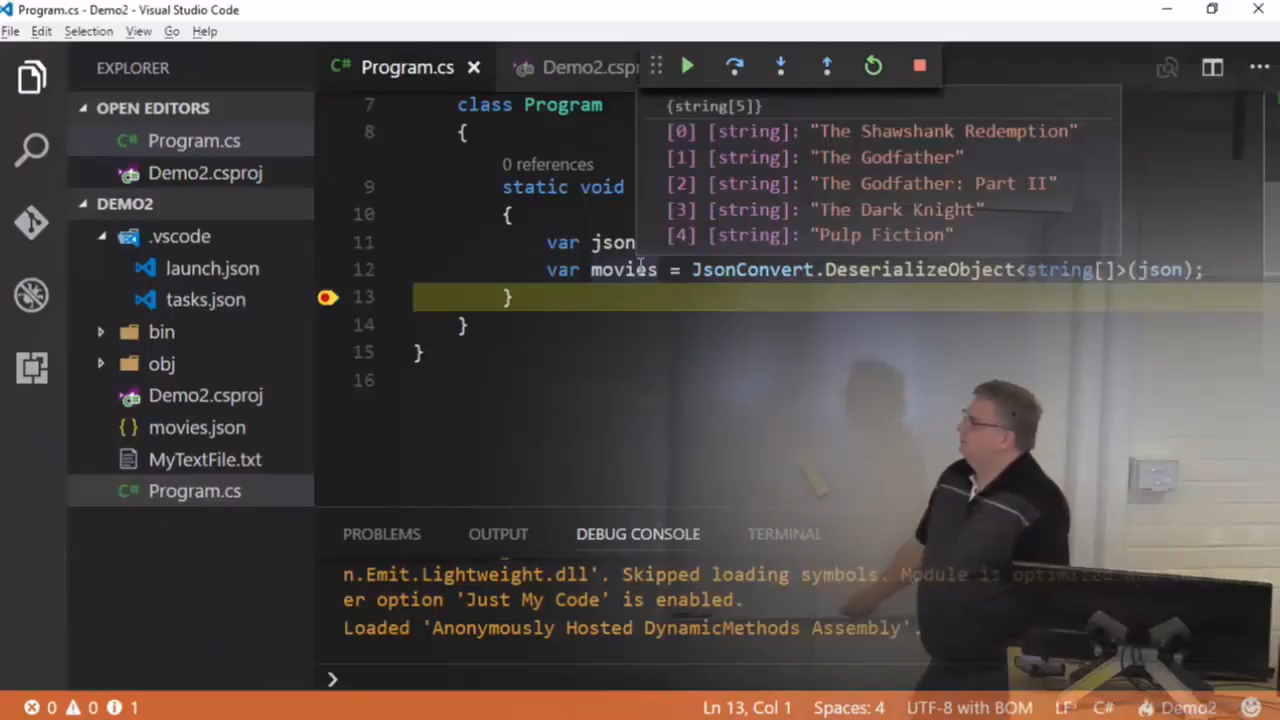 Program.cs - Demo2 - Visual Studio Code
File Edit Selection View Go Help
EXPLORER
OPEN EDITORS
C# Program.cs
Demo2.csproj
DEMO2
.vscode
launch.json
tasks.json
bin
obj
Demo2.csproj
{} movies.json
MyTextFile.txt
C# Program.cs
C# Program.cs
Demo2.csp
7 class Program
8 {
0 references
9 static void
10 {
11 var json
12 var movies = JsonConvert.DeserializeObject<string[]>(json);
13 }
14 }
15 }
16
{string[5]}
[0] [string]: "The Shawshank Redemption"
[1] [string]: "The Godfather"
[2] [string]: "The Godfather: Part II"
[3] [string]: "The Dark Knight"
[4] [string]: "Pulp Fiction"
PROBLEMS OUTPUT DEBUG CONSOLE TERMINAL
n.Emit.Lightweight.dll'. Skipped loading symbols. Module is optimized
er option 'Just My Code' is enabled.
Loaded 'Anonymously Hosted DynamicMethods Assembly'.
0 0 1 Ln 13, Col 1 Spaces: 4 UTF-8 with BOM LF C# Demo2